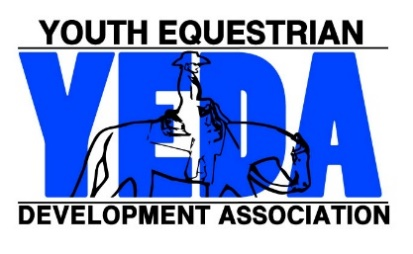 YOUTH EQUESTRIAN
YEDA
DEVELOPMENT ASSOCIATION